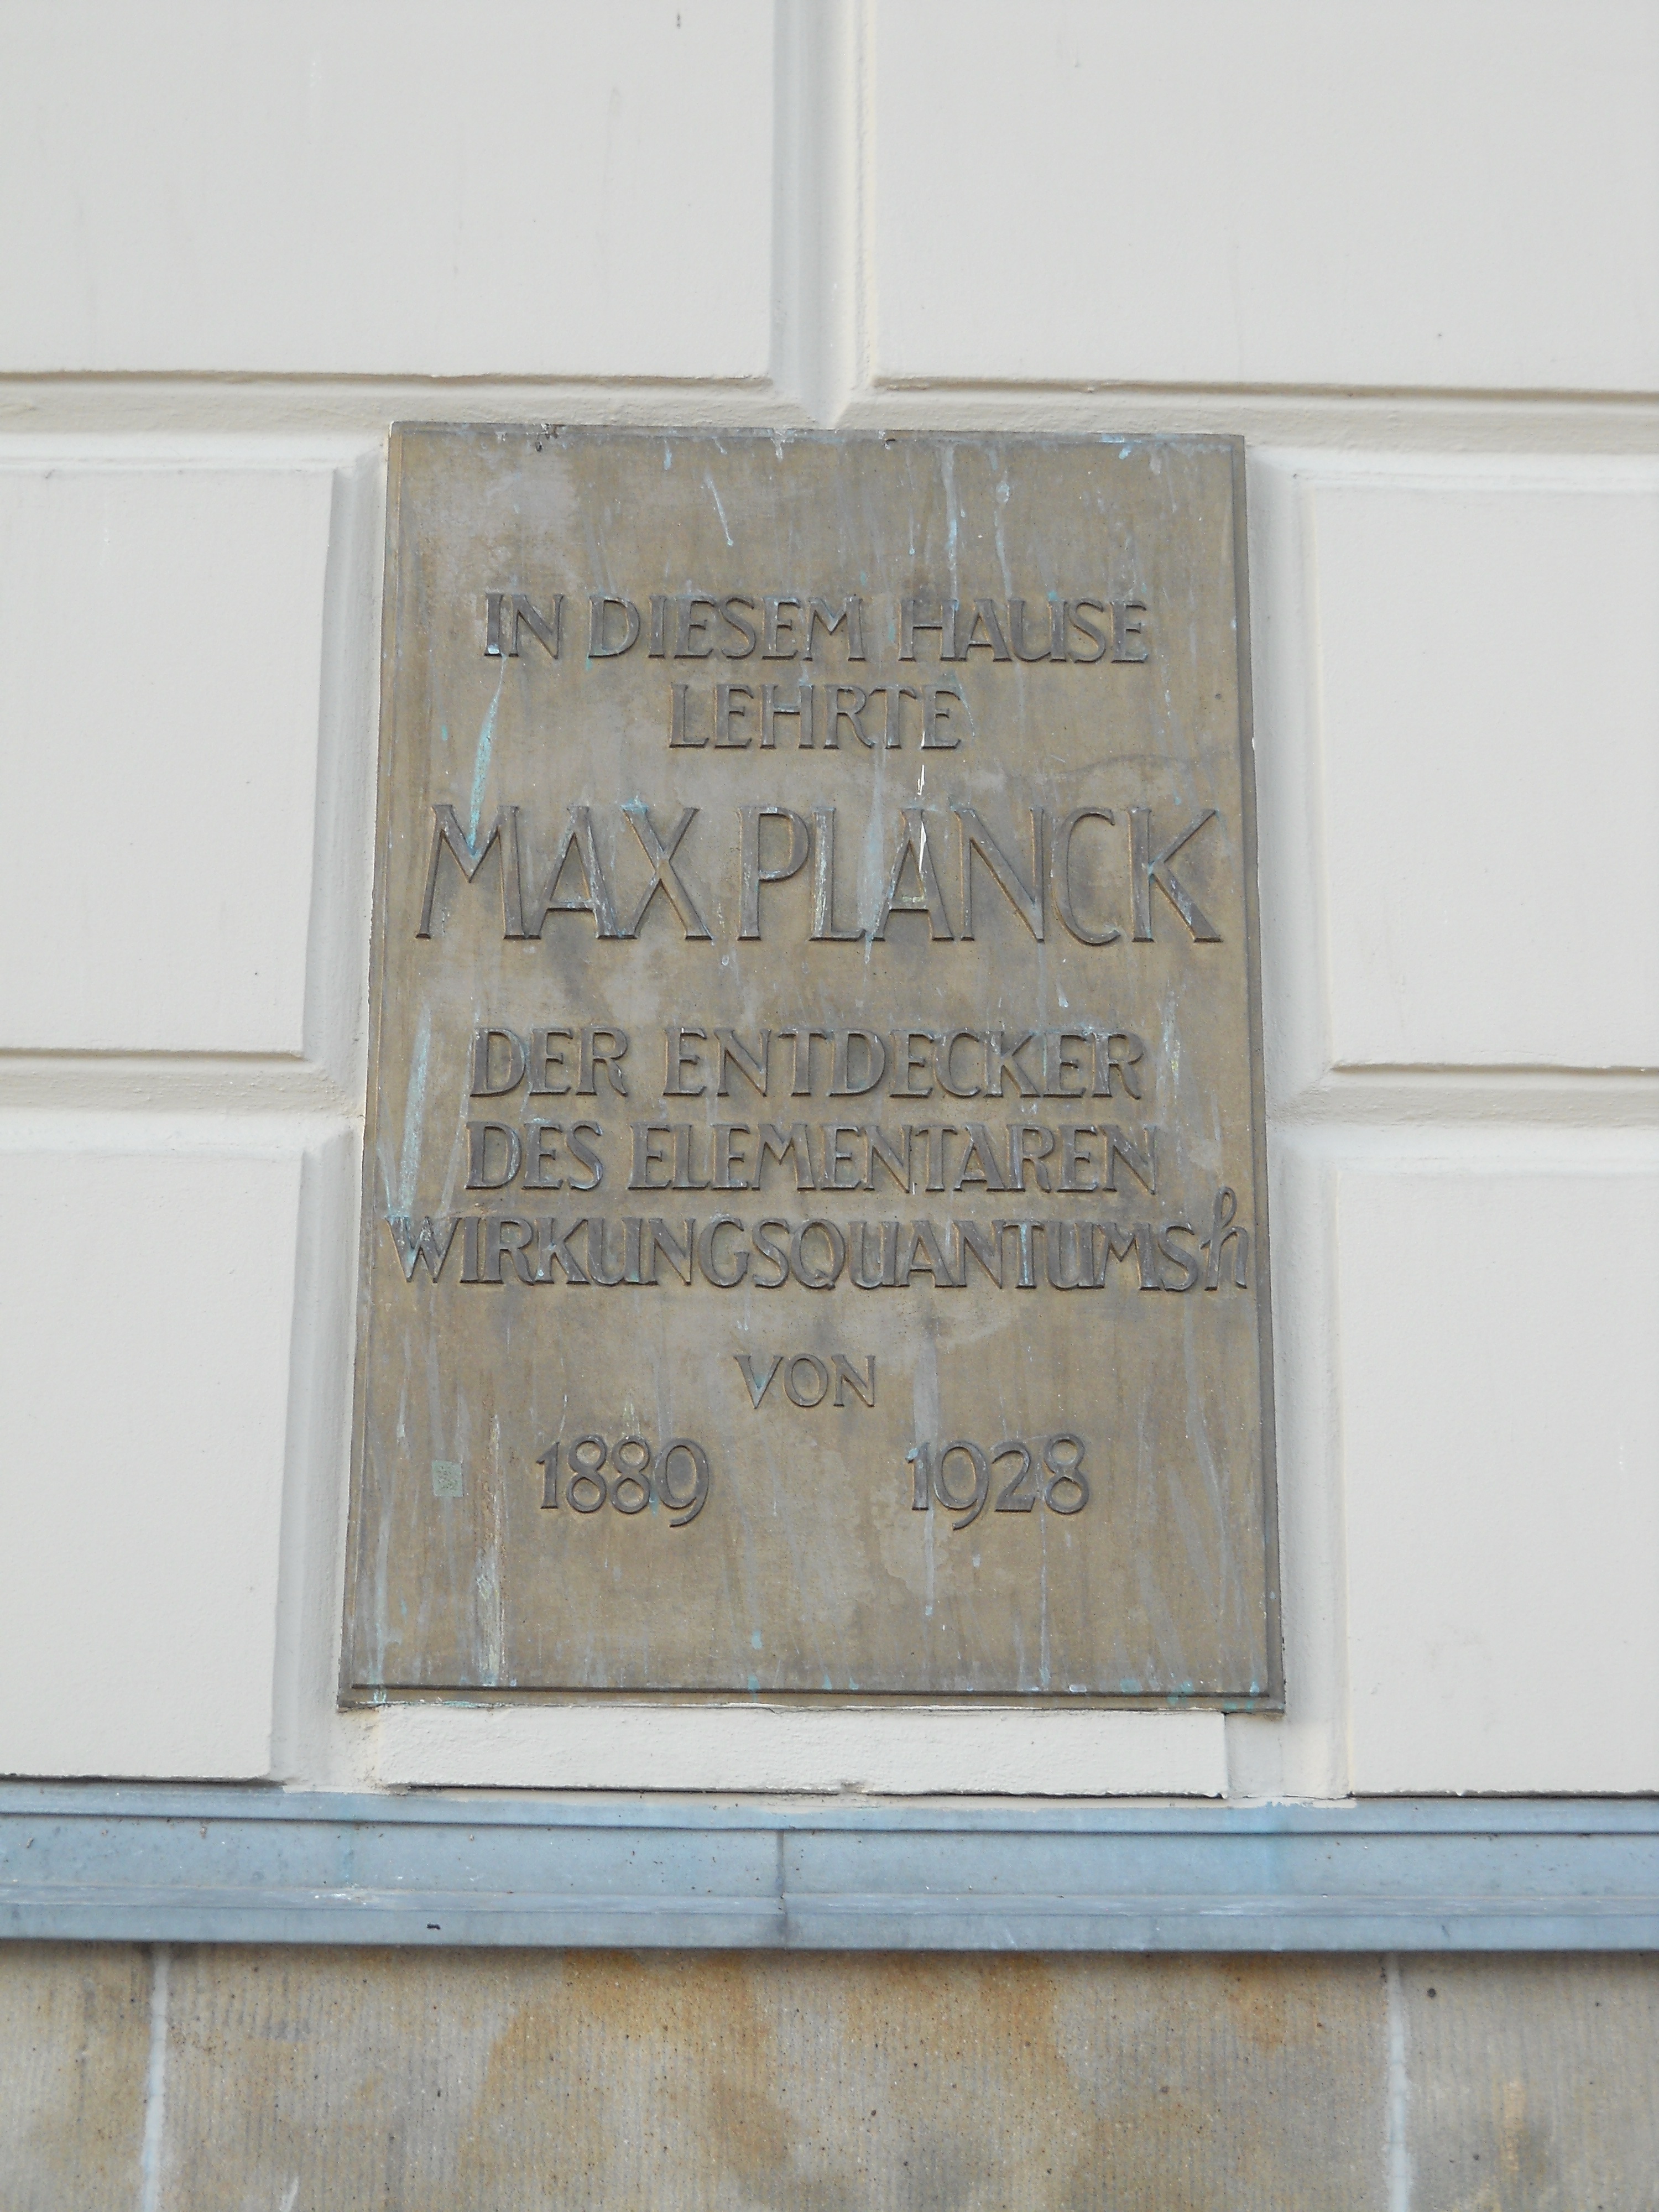 IN DIESEM HAUSE
LEHRTE
MAX PLANCK
DER ENTDECKER
DES ELEMENTAREN
WIRKUNGSQUANTUMS h
VON
1889 1928